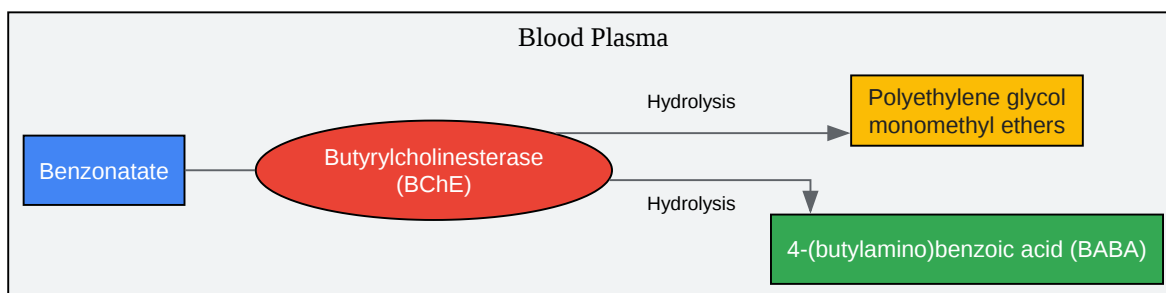 Blood Plasma
Hydrolysis
Polyethylene glycol
monomethyl ethers
Benzonatate
Butyrylcholinesterase
(BChE)
Hydrolysis
4-(butylamino)benzoic acid (BABA)